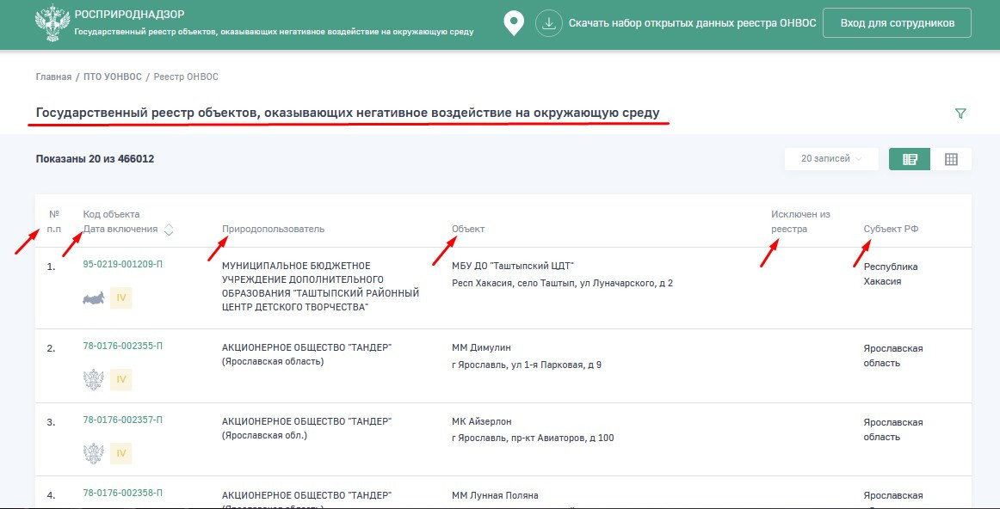 РОСПРИРОДНАДЗОР
Государственный реестр объектов, оказывающих негативное воздействие на окружающую среду
Скачать набор открытых данных реестра ОНВОС
Вход для сотрудников
Главная / ПТО УОНВОС / Реестр ОНВОС
Государственный реестр объектов, оказывающих негативное воздействие на окружающую среду
Показаны 20 из 466012
20 записей
№
п.п
Код объекта
Дата включения
Природопользователь
Объект
Исключен из
реестра
Субъект РФ
1.
95-0219-001209-П
IV
МУНИЦИПАЛЬНОЕ БЮДЖЕТНОЕ
УЧРЕЖДЕНИЕ ДОПОЛНИТЕЛЬНОГО
ОБРАЗОВАНИЯ "ТАШТЫПСКИЙ РАЙОННЫЙ
ЦЕНТР ДЕТСКОГО ТВОРЧЕСТВА"
МБУ ДО "Таштыпский ЦДТ"
Респ Хакасия, село Таштып, ул Луначарского, д 2
Республика
Хакасия
2.
78-0176-002355-П
IV
АКЦИОНЕРНОЕ ОБЩЕСТВО "ТАНДЕР"
(Ярославская область)
ММ Димулин
г Ярославль, ул 1-я Парковая, д 9
Ярославская
область
3.
78-0176-002357-П
IV
АКЦИОНЕРНОЕ ОБЩЕСТВО "ТАНДЕР"
(Ярославская обл.)
МК Айзерлон
г Ярославль, пр-кт Авиаторов, д 100
Ярославская
область
4.
78-0176-002358-П
АКЦИОНЕРНОЕ ОБЩЕСТВО "ТАНДЕР"
ММ Лунная Поляна
Ярославская